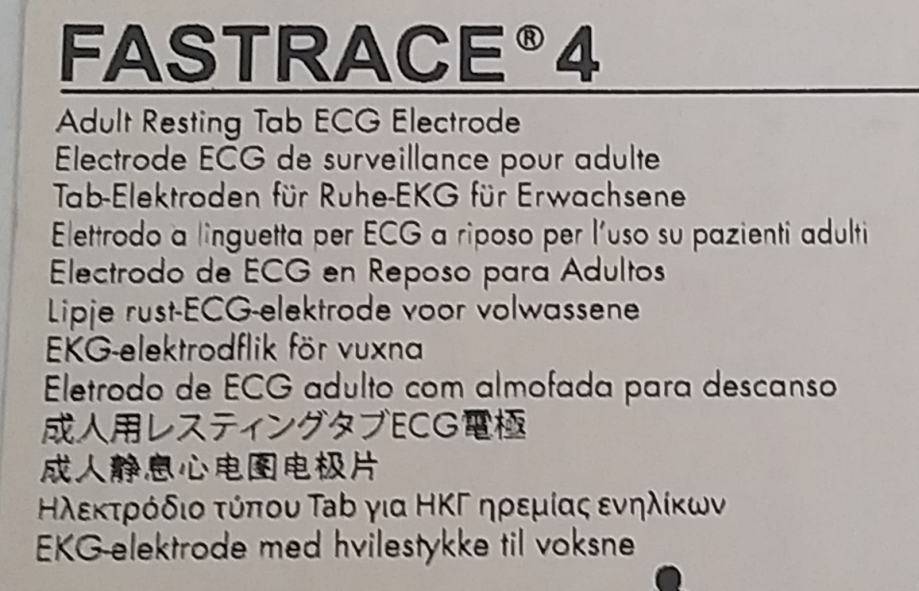 FASTRACE® 4
Adult Resting Tab ECG Electrode
Electrode ECG de surveillance pour adulte
Tab-Elektroden für Ruhe-EKG für Erwachsene
Elettrodo a linguetta per ECG a riposo per l'uso su pazienti adulti
Electrodo de ECG en Reposo para Adultos
Lipje rust-ECG-elektrode voor volwassene
EKG-elektrodflik för vuxna
Eletrodo de ECG adulto com almofada para descanso
成人用レスティングタブECG電極
成人静息心电图电极片
Ηλεκτρόδιο τύπου Tab για ΗΚΓ ηρεμίας ενηλίκων
EKG-elektrode med hvilestykke til voksne